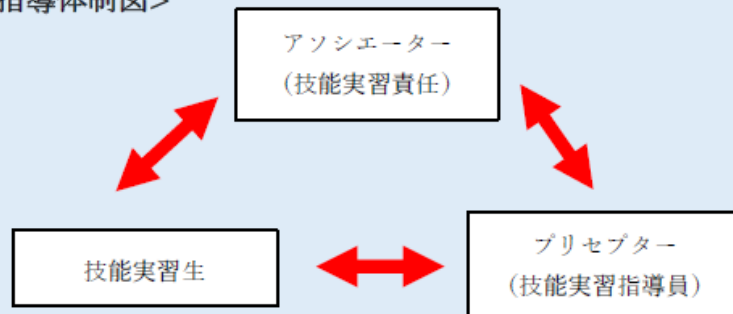 指導体制図>
アソシエーター
(技能実習責任)
技能実習生
プリセプター
(技能実習指導員)